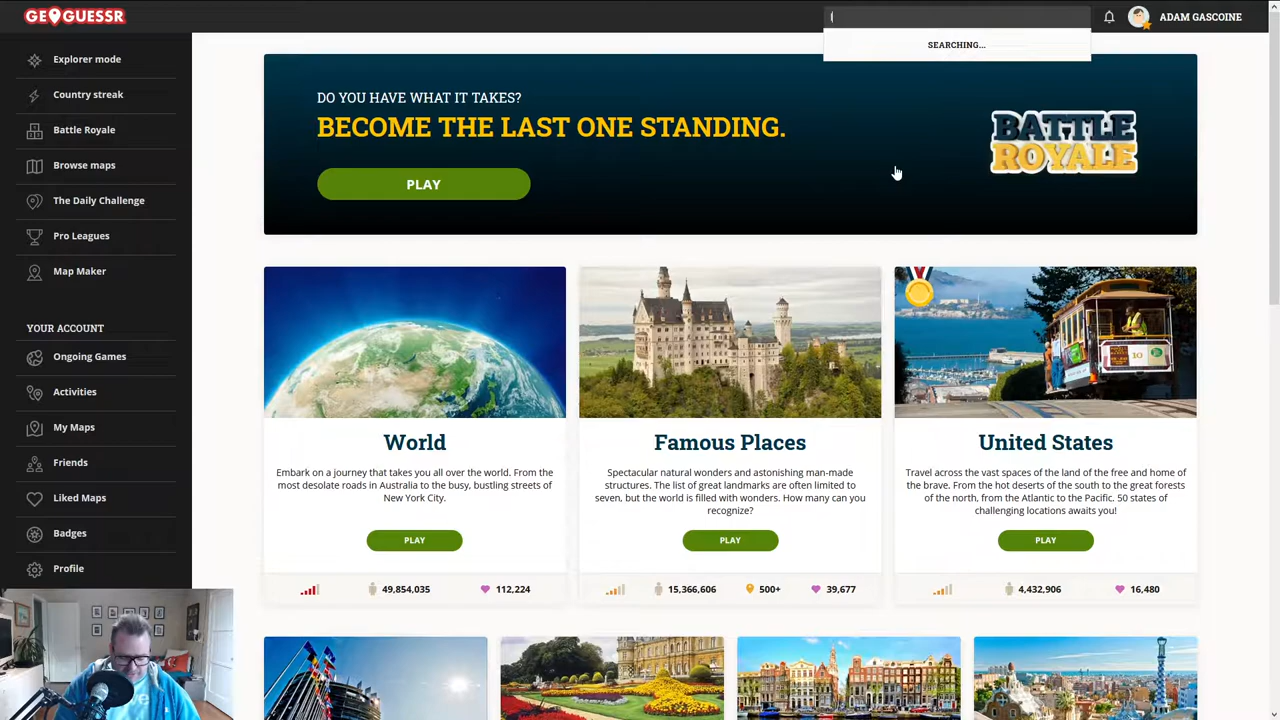 GEOGUESSR
SEARCHING...
ADAM GASCOINE
Explorer mode
Country streak
Battle Royale
Browse maps
The Daily Challenge
Pro Leagues
Map Maker
YOUR ACCOUNT
Ongoing Games
Activities
My Maps
Friends
Liked Maps
Badges
Profile
DO YOU HAVE WHAT IT TAKES?
BECOME THE LAST ONE STANDING.
PLAY
BATTLE
ROYALE
World
Embark on a journey that takes you all over the world. From the
most desolate roads in Australia to the busy, bustling streets of
New York City.
PLAY
49,854,035 112,224
Famous Places
Spectacular natural wonders and astonishing man-made
structures. The list of great landmarks are often limited to
seven, but the world is filled with wonders. How many can you
recognize?
PLAY
15,366,606 500+ 39,677
10
United States
Travel across the vast spaces of the land of the free and home of
the brave. From the hot deserts of the south to the great forests
of the north, from the Atlantic to the Pacific. 50 states of
challenging locations awaits you!
PLAY
4,432,906 16,480